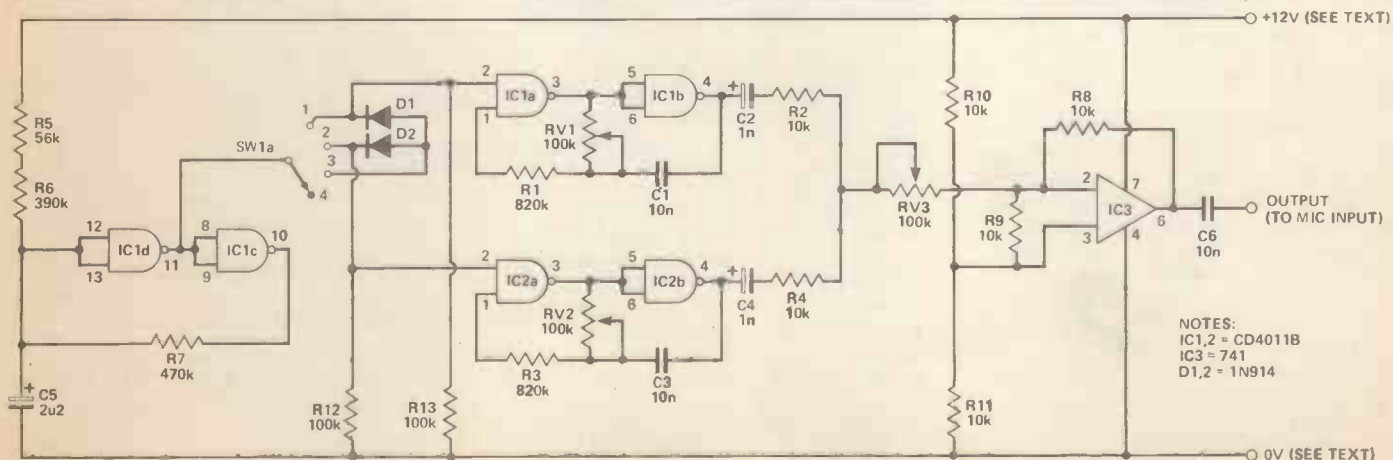 +12V (SEE TEXT)
R5
56k
R6
390k
SW1a
1
2
3
4
D1
D2
12
13
IC1d
11
8
9
IC1c
10
R7
470k
C5
2u2
+
R12
100k
R13
100k
2
1
IC1a
3
RV1
100k
5
6
IC1b
4
R1
820k
C1
10n
+
C2
1n
R2
10k
2
1
IC2a
3
RV2
100k
5
6
IC2b
4
R3
820k
C3
10n
+
C4
1n
R4
10k
RV3
100k
R10
10k
R8
10k
R9
10k
2
3
IC3
7
4
6
C6
10n
OUTPUT
(TO MIC INPUT)
R11
10k
NOTES:
IC1,2 = CD4011B
IC3 = 741
D1,2 = 1N914
0V (SEE TEXT)